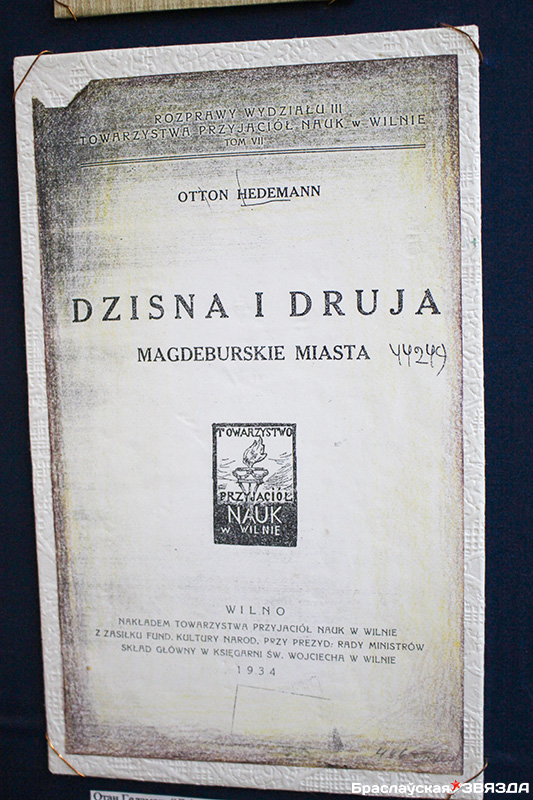 ROZPRAWY WYDZIAŁU III
TOWARZYSTWA PRZYJACIÓŁ NAUK w WILNIE
TOM VII
OTTON HEDEMANN
DZISNA I DRUJA
MAGDEBURSKIE MIASTA
44249
TOWARZYSTWO
PRZYJACIÓŁ
NAUK
w WILNIE
WILNO
NAKŁADEM TOWARZYSTWA PRZYJACIÓŁ NAUK W WILNIE
Z ZASIŁKU FUND. KULTURY NAROD. PRZY PREZYD. RADY MINISTRÓW
SKŁAD GŁÓWNY W KSIĘGARNI ŚW. WOJCIECHA W WILNIE
1934
Браслаўская ЗВЯЗДА